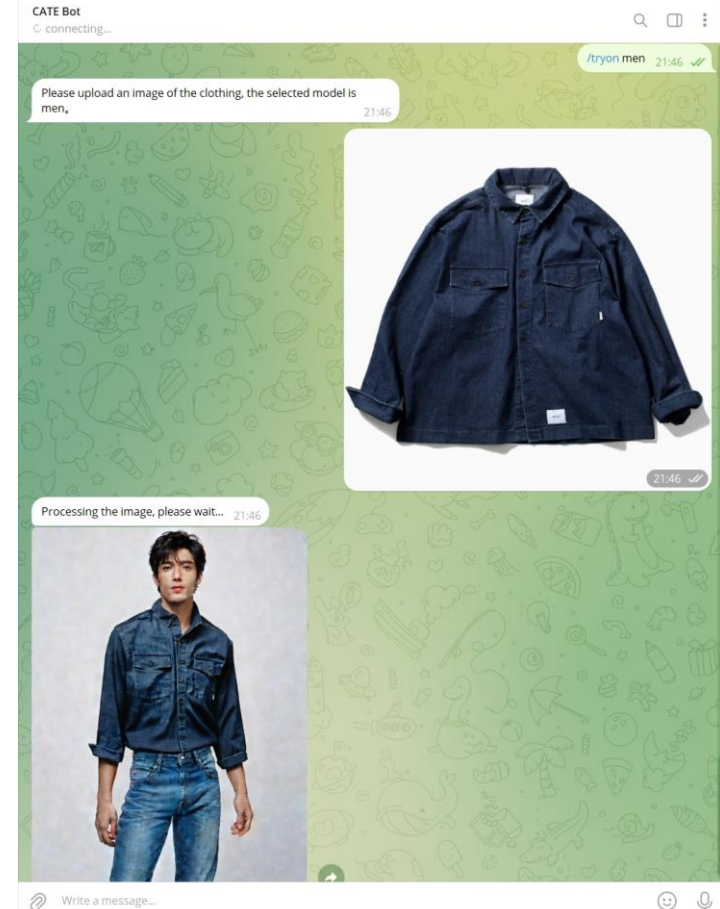 CATE Bot
connecting...
/tryon men 21:46
Please upload an image of the clothing, the selected model is
men。
21:46
21:46
Processing the image, please wait... 21:46
Write a message...